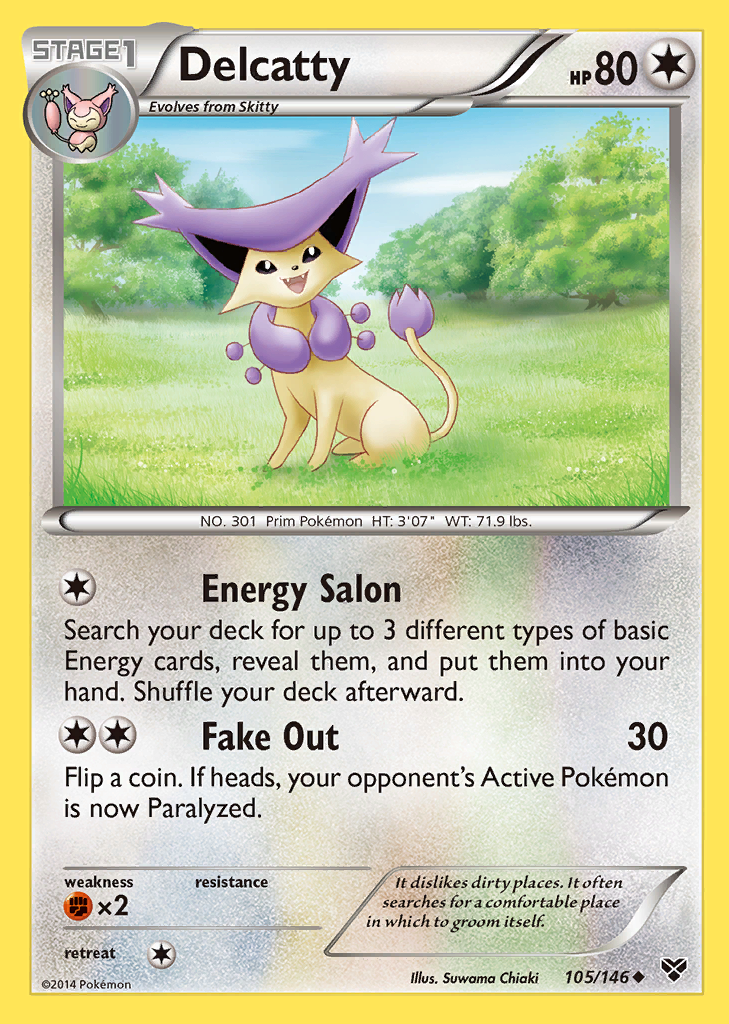 STAGE1
Delcatty
HP80
Evolves from Skitty
NO. 301 Prim Pokémon HT: 3'07" WT: 71.9 lbs.
Energy Salon
Search your deck for up to 3 different types of basic
Energy cards, reveal them, and put them into your
hand. Shuffle your deck afterward.
Fake Out 30
Flip a coin. If heads, your opponent's Active Pokémon
is now Paralyzed.
weakness resistance
×2
It dislikes dirty places. It often
searches for a comfortable place
in which to groom itself.
retreat
©2014 Pokémon
Illus. Suwama Chiaki 105/146